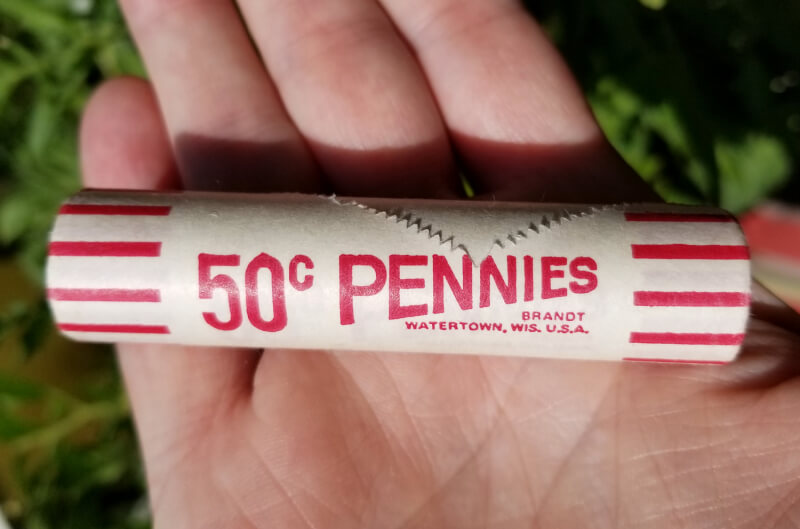 50¢ PENNIES
BRANDT
WATERTOWN, WIS. U.S.A.